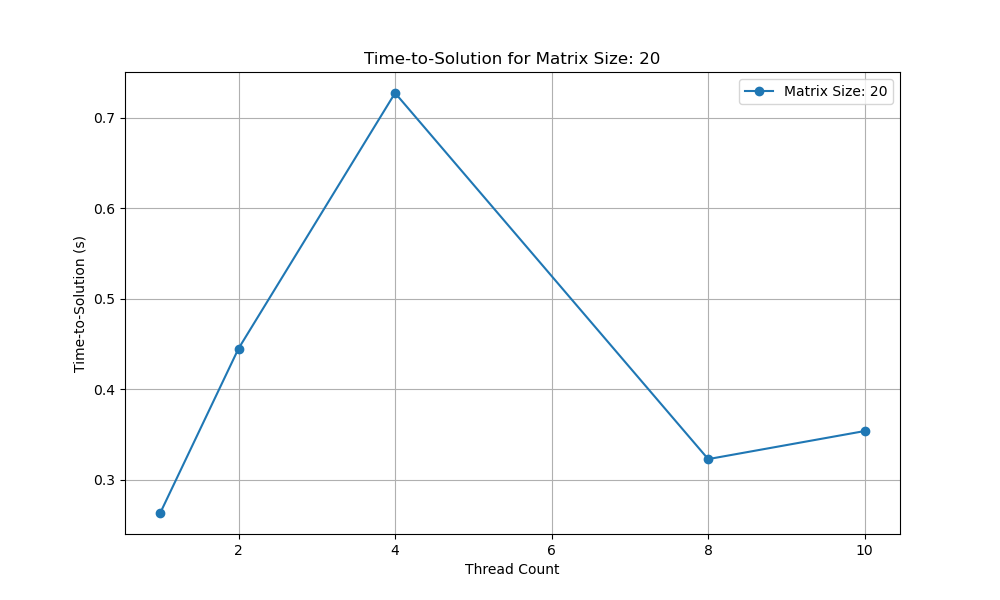 Time-to-Solution for Matrix Size: 20
Matrix Size: 20
Time-to-Solution (s)
0.7
0.6
0.5
0.4
0.3
2 4 6 8 10
Thread Count